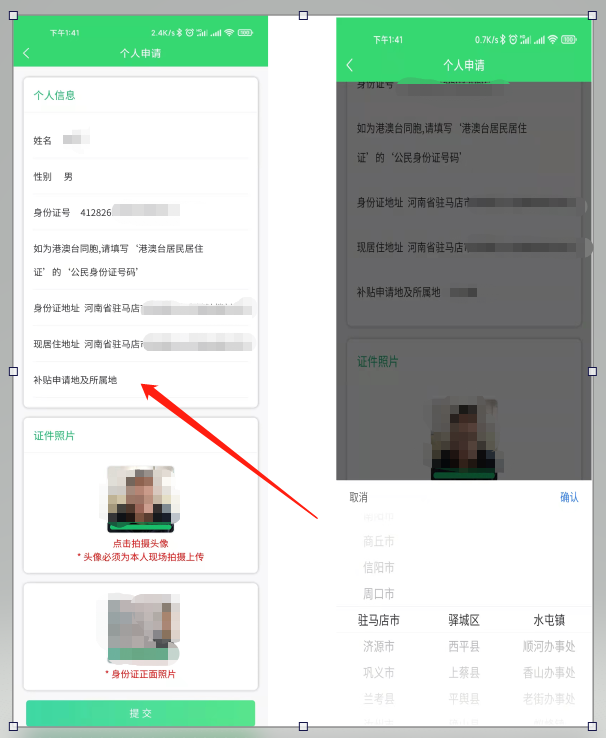 下午1:41
2.4K/s
100
个人申请
个人信息
姓名
性别 男
身份证号 412826
如为港澳台同胞,请填写‘港澳台居民居住
证’的‘公民身份证号码’
身份证地址 河南省驻马店
现居住地址 河南省驻马店
补贴申请地及所属地
证件照片
点击拍摄头像
* 头像必须为本人现场拍摄上传
* 身份证正面照片
提交
下午1:41
0.7K/s
100
个人申请
身份证号
如为港澳台同胞,请填写‘港澳台居民居住
证’的‘公民身份证号码’
身份证地址 河南省驻马店市
现居住地址 河南省驻马店
补贴申请地及所属地
证件照片
取消 确认
商丘市
信阳市
周口市
驻马店市 驿城区 水屯镇
济源市 西平县 顺河办事处
巩义市 上蔡县 香山办事处
兰考县 平舆县 老街办事处